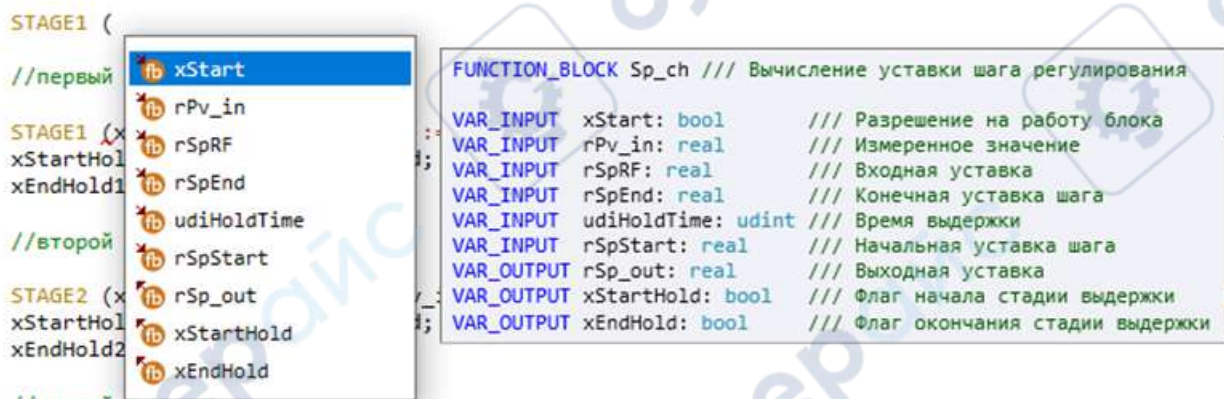 STAGE1 (
//первый
STAGE1 (x :=
xStartHol d;
xEndHold1
//второй
STAGE2 (x
xStartHol ;
xEndHold2
xStart
rPv_in
rSpRF
rSpEnd
udiHoldTime
rSpStart
rSp_out
xStartHold
xEndHold
FUNCTION_BLOCK Sp_ch /// Вычисление уставки шага регулирования
VAR_INPUT xStart: bool /// Разрешение на работу блока
VAR_INPUT rPv_in: real /// Измеренное значение
VAR_INPUT rSpRF: real /// Входная уставка
VAR_INPUT rSpEnd: real /// Конечная уставка шага
VAR_INPUT udiHoldTime: udint /// Время выдержки
VAR_INPUT rSpStart: real /// Начальная уставка шага
VAR_OUTPUT rSp_out: real /// Выходная уставка
VAR_OUTPUT xStartHold: bool /// Флаг начала стадии выдержки
VAR_OUTPUT xEndHold: bool /// Флаг окончания стадии выдержки